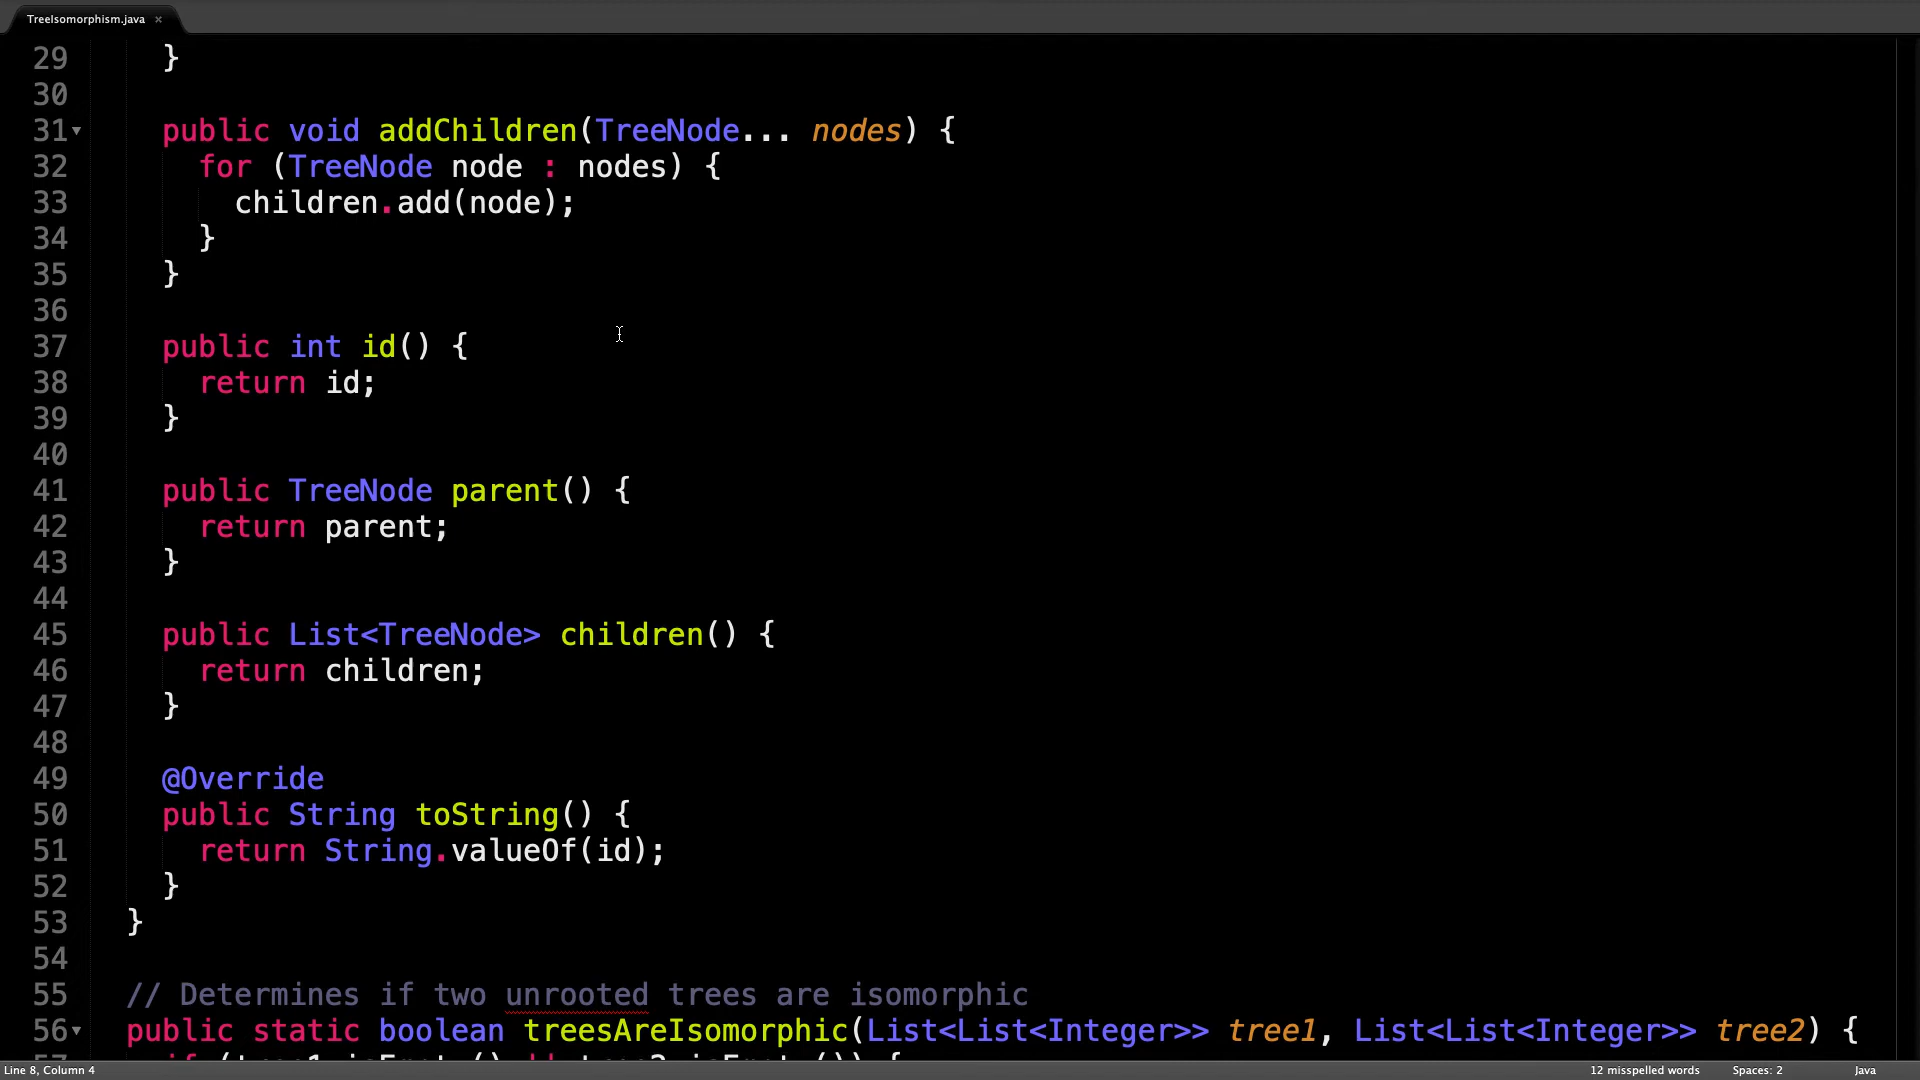 TreeIsomorphism.java ×
29 }
30
31 public void addChildren(TreeNode... nodes) {
32 for (TreeNode node : nodes) {
33 children.add(node);
34 }
35 }
36
37 public int id() {
38 return id;
39 }
40
41 public TreeNode parent() {
42 return parent;
43 }
44
45 public List<TreeNode> children() {
46 return children;
47 }
48
49 @Override
50 public String toString() {
51 return String.valueOf(id);
52 }
53 }
54
55 // Determines if two unrooted trees are isomorphic
56 public static boolean treesAreIsomorphic(List<List<Integer>> tree1, List<List<Integer>> tree2) {
Line 8, Column 4 12 misspelled words Spaces: 2 Java